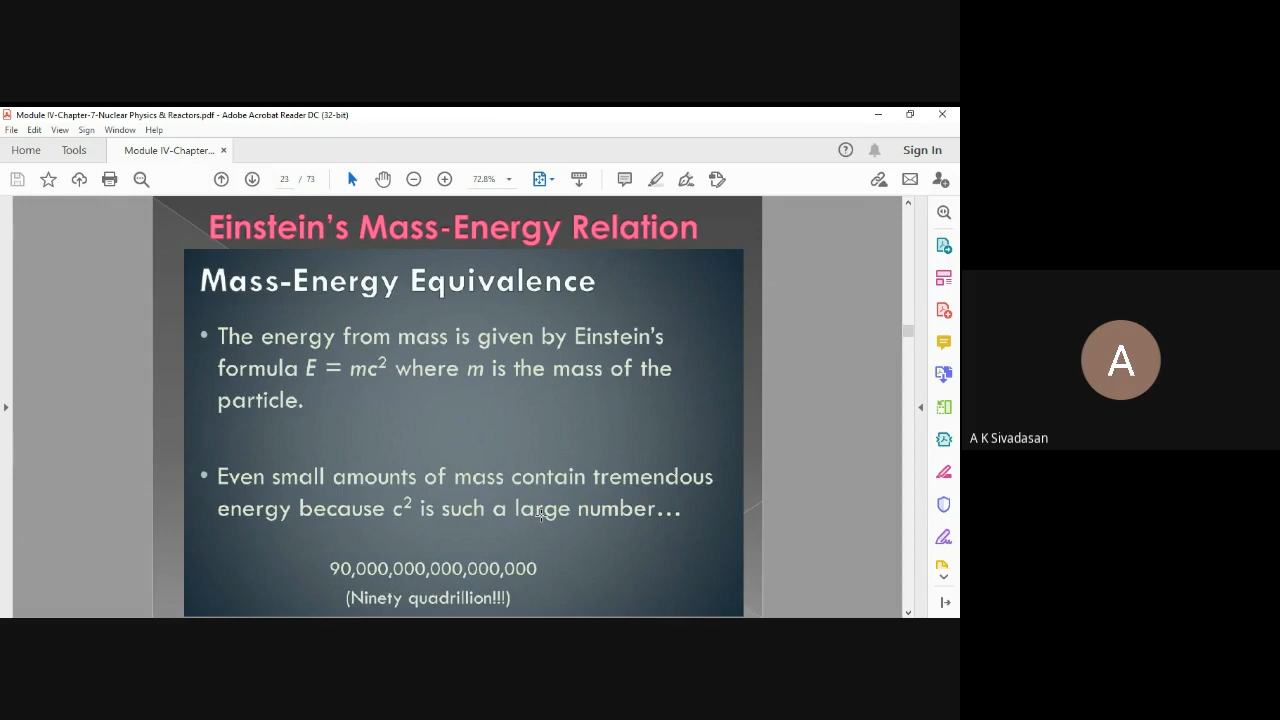 Module IV-Chapter-7-Nuclear Physics & Reactors.pdf - Adobe Acrobat Reader DC (32-bit)
File Edit View Sign Window Help
Home Tools Module IV-Chapter... × Sign In
23 / 73 72.8%
Einstein's Mass-Energy Relation
Mass-Energy Equivalence
• The energy from mass is given by Einstein's
formula E = mc² where m is the mass of the
particle.
• Even small amounts of mass contain tremendous
energy because c² is such a large number...
90,000,000,000,000,000
(Ninety quadrillion!!!)
A
A K Sivadasan